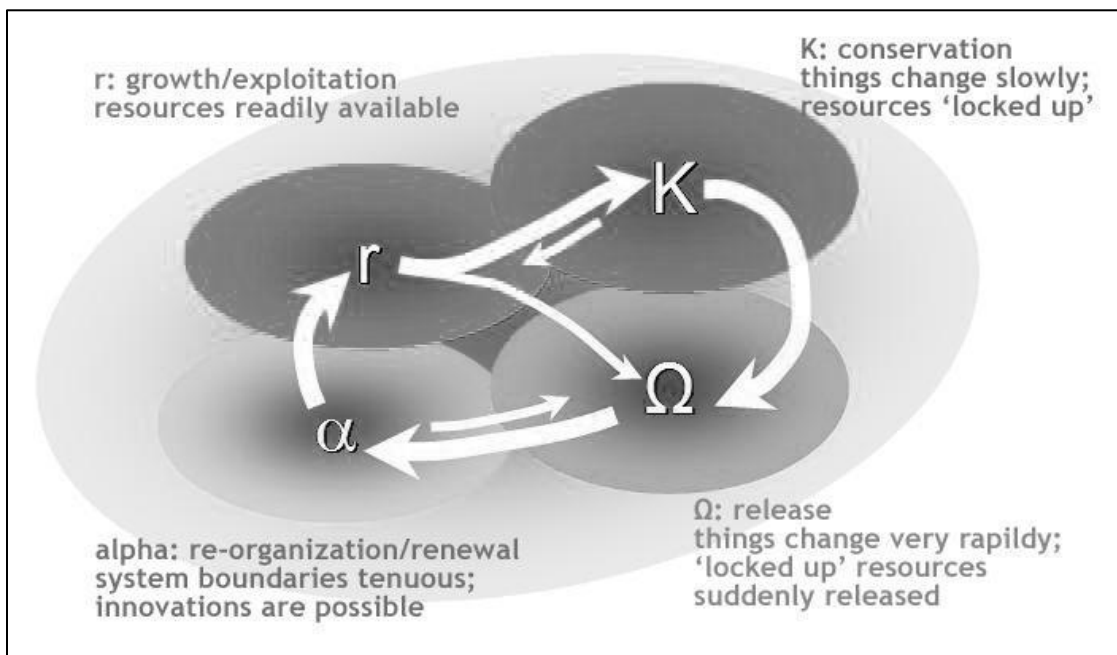 r: growth/exploitation
resources readily available
K: conservation
things change slowly;
resources ‘locked up’
K
r
Ω
α
alpha: re-organization/renewal
system boundaries tenuous;
innovations are possible
Ω: release
things change very rapildy;
‘locked up’ resources
suddenly released